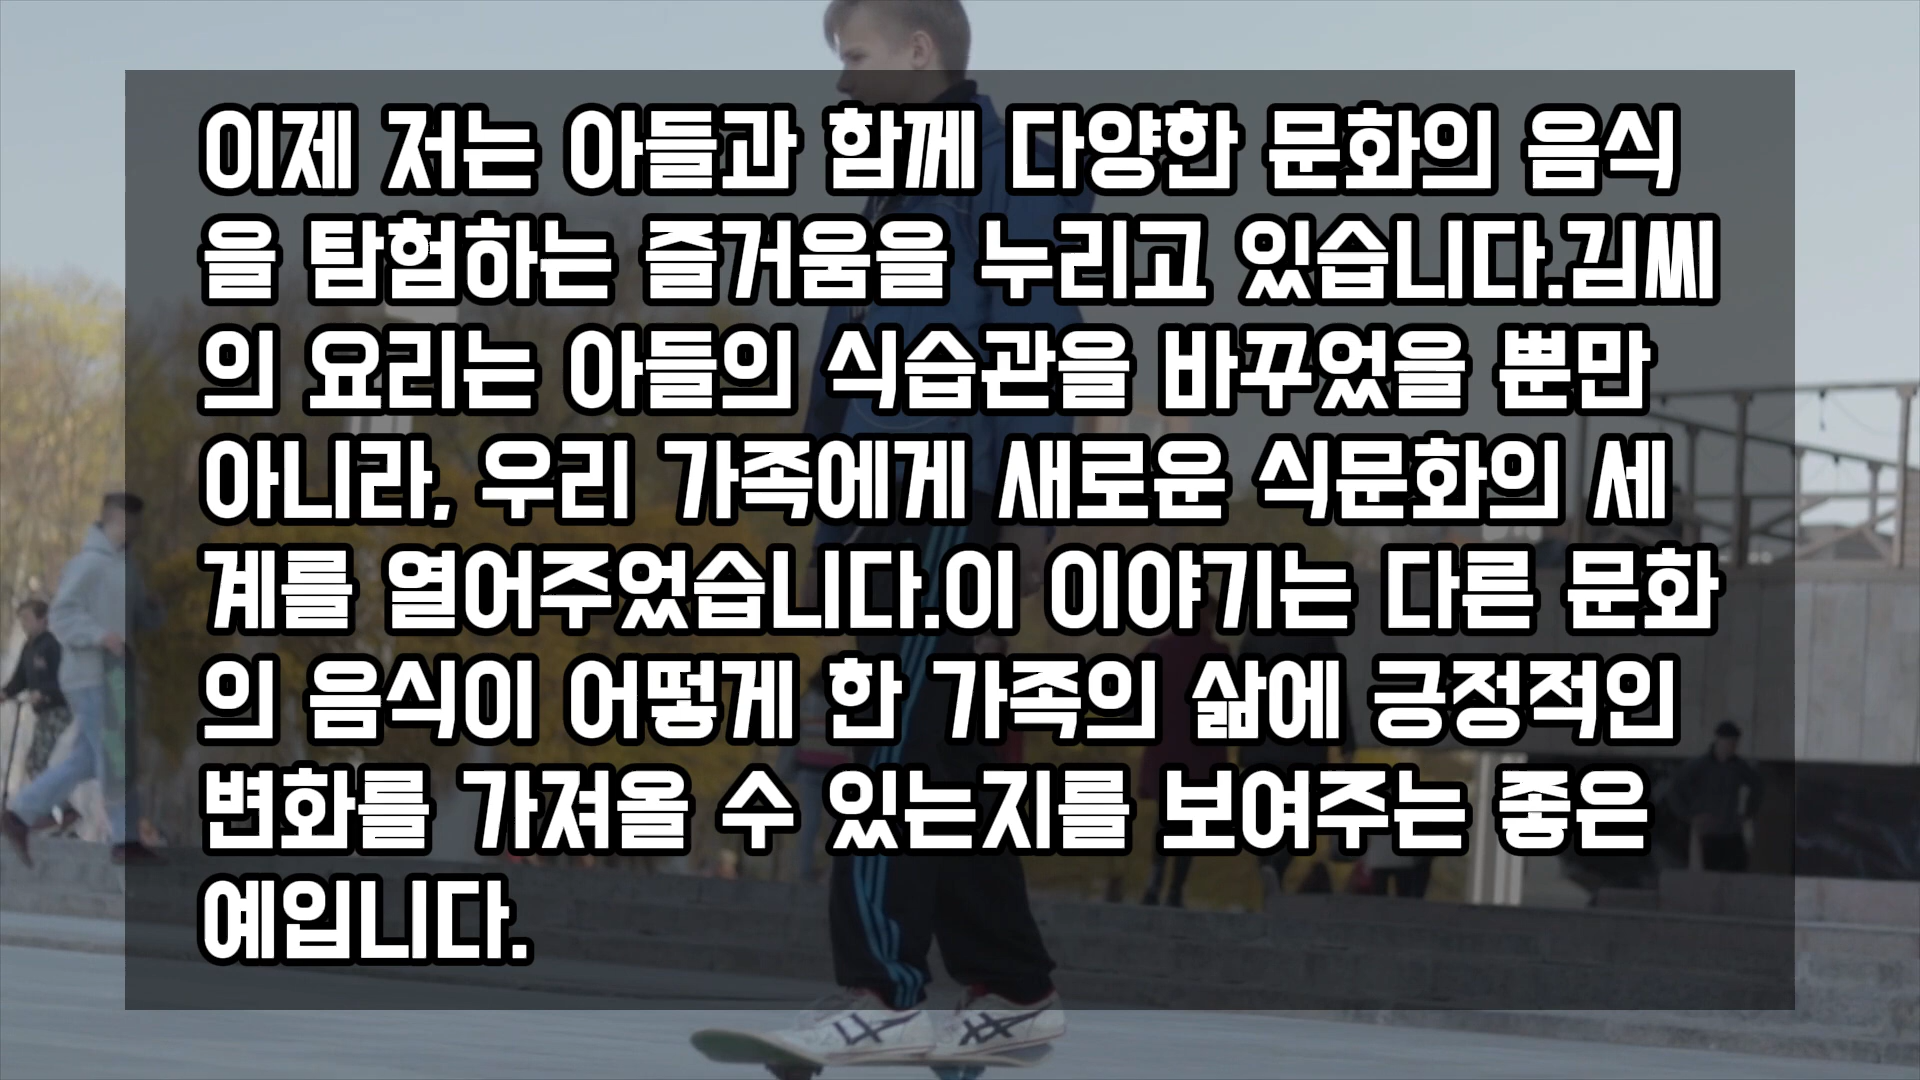 이제 저는 아들과 함께 다양한 문화의 음식
을 탐험하는 즐거움을 누리고 있습니다.김씨
의 요리는 아들의 식습관을 바꾸었을 뿐만
아니라, 우리 가족에게 새로운 식문화의 세
계를 열어주었습니다.이 이야기는 다른 문화
의 음식이 어떻게 한 가족의 삶에 긍정적인
변화를 가져올 수 있는지를 보여주는 좋은
예입니다.